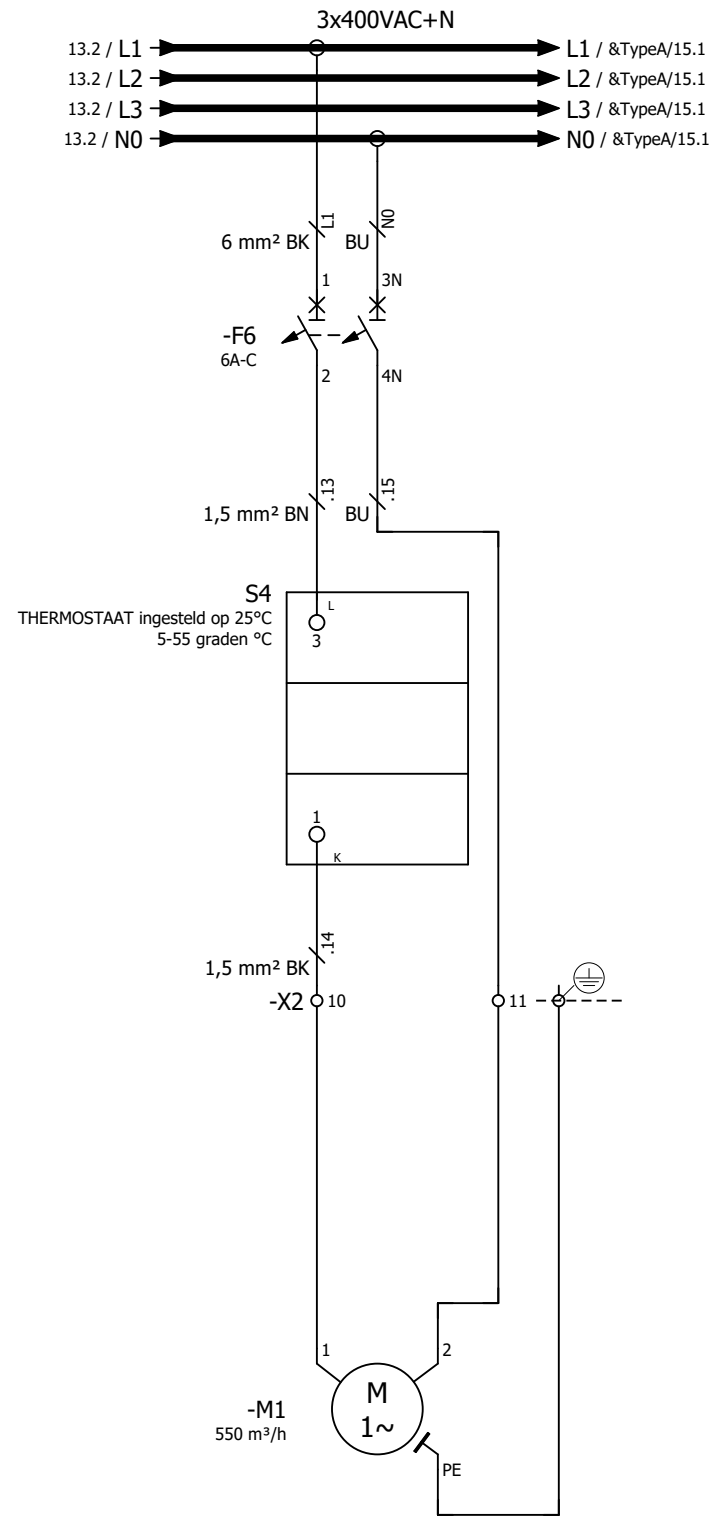 3x400VAC+N
13.2 / L1
L1 / &TypeA/15.1
13.2 / L2
L2 / &TypeA/15.1
13.2 / L3
L3 / &TypeA/15.1
13.2 / N0
N0 / &TypeA/15.1
L1
N0
6 mm² BK
BU
1
3N
-F6
6A-C
2
4N
.13
.15
1,5 mm² BN
BU
S4
THERMOSTAAT ingesteld op 25°C
5-55 graden °C
L
3
1
K
.14
1,5 mm² BK
-X2
10
11
1
2
-M1
550 m³/h
M
1~
PE